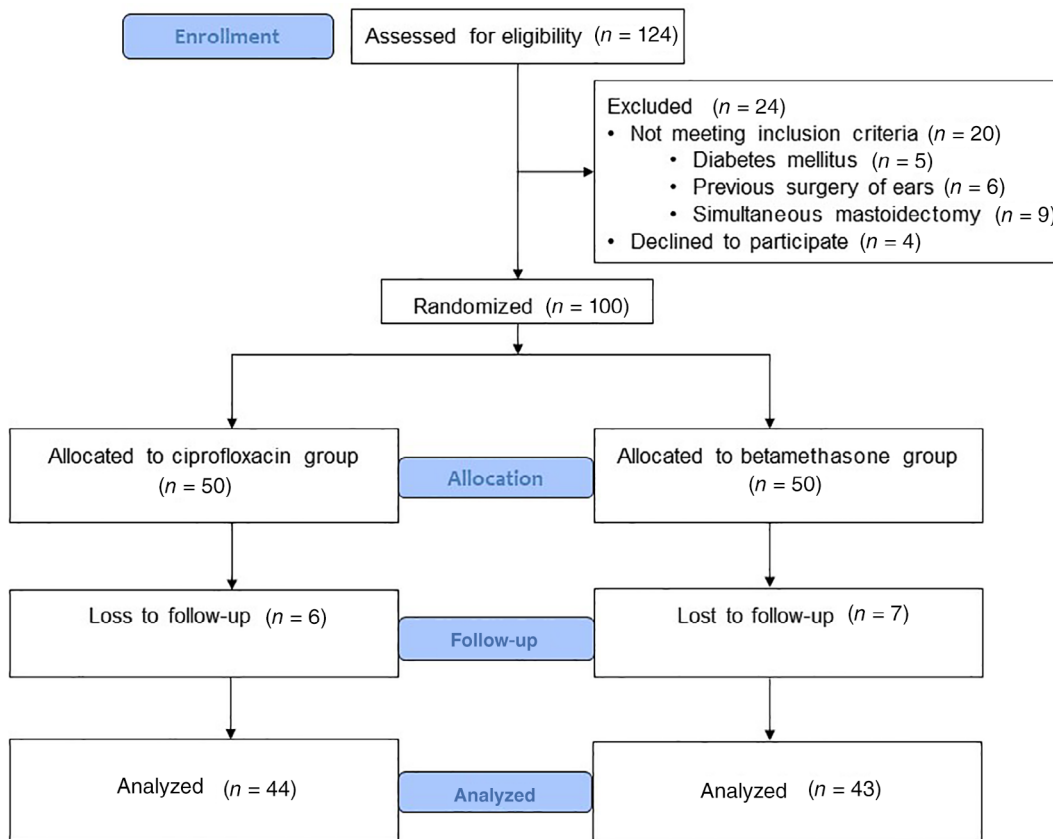 Enrollment
Assessed for eligibility (n = 124)
Excluded (n = 24)
• Not meeting inclusion criteria (n = 20)
• Diabetes mellitus (n = 5)
• Previous surgery of ears (n = 6)
• Simultaneous mastoidectomy (n = 9)
• Declined to participate (n = 4)
Randomized (n = 100)
Allocated to ciprofloxacin group
(n = 50)
Allocation
Allocated to betamethasone group
(n = 50)
Loss to follow-up (n = 6)
Follow-up
Lost to follow-up (n = 7)
Analyzed (n = 44)
Analyzed
Analyzed (n = 43)